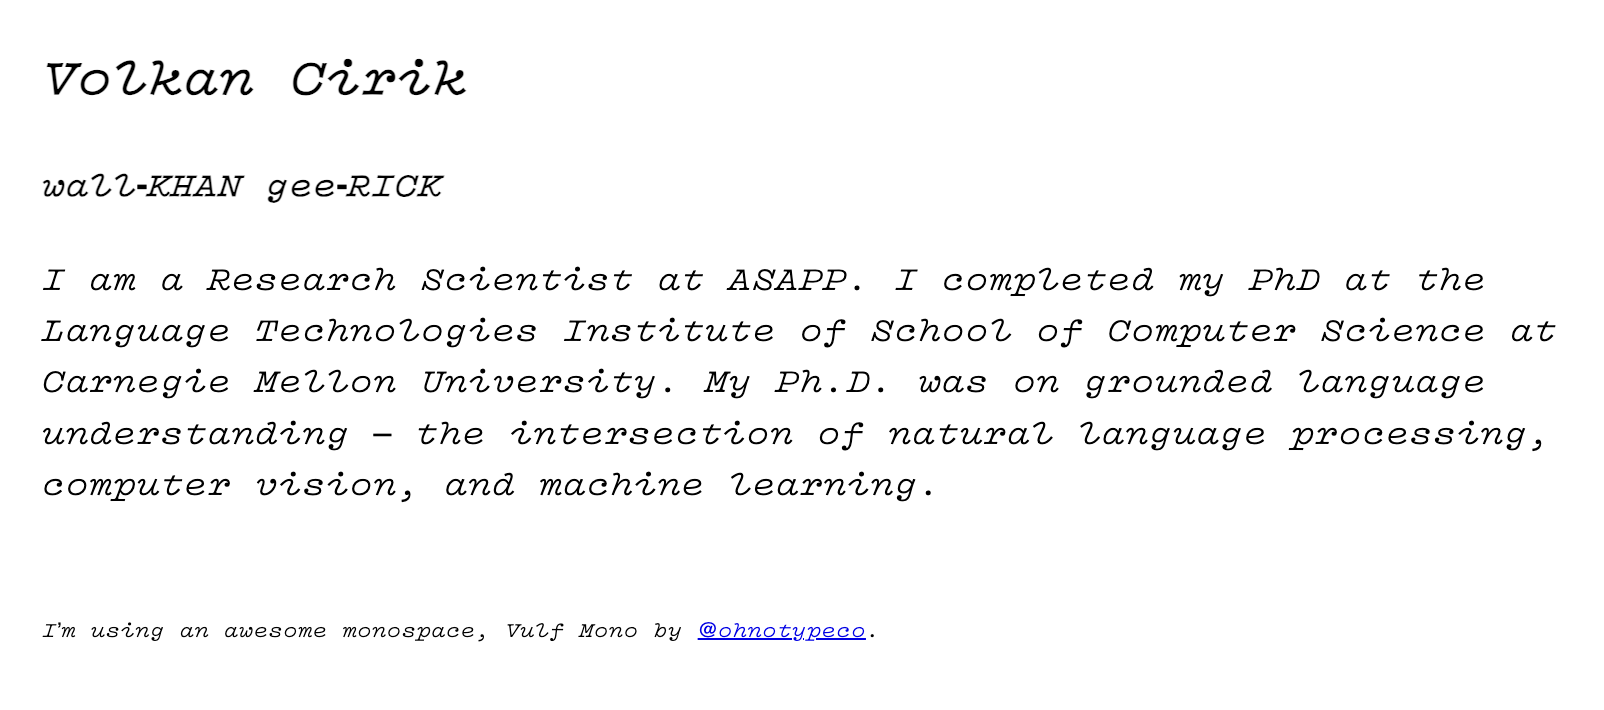 Volkan Cirik
wall-KHAN gee-RICK
I am a Research Scientist at ASAPP. I completed my PhD at the
Language Technologies Institute of School of Computer Science at
Carnegie Mellon University. My Ph.D. was on grounded language
understanding – the intersection of natural language processing,
computer vision, and machine learning.
I'm using an awesome monospace, Vulf Mono by @ohnotypeco.